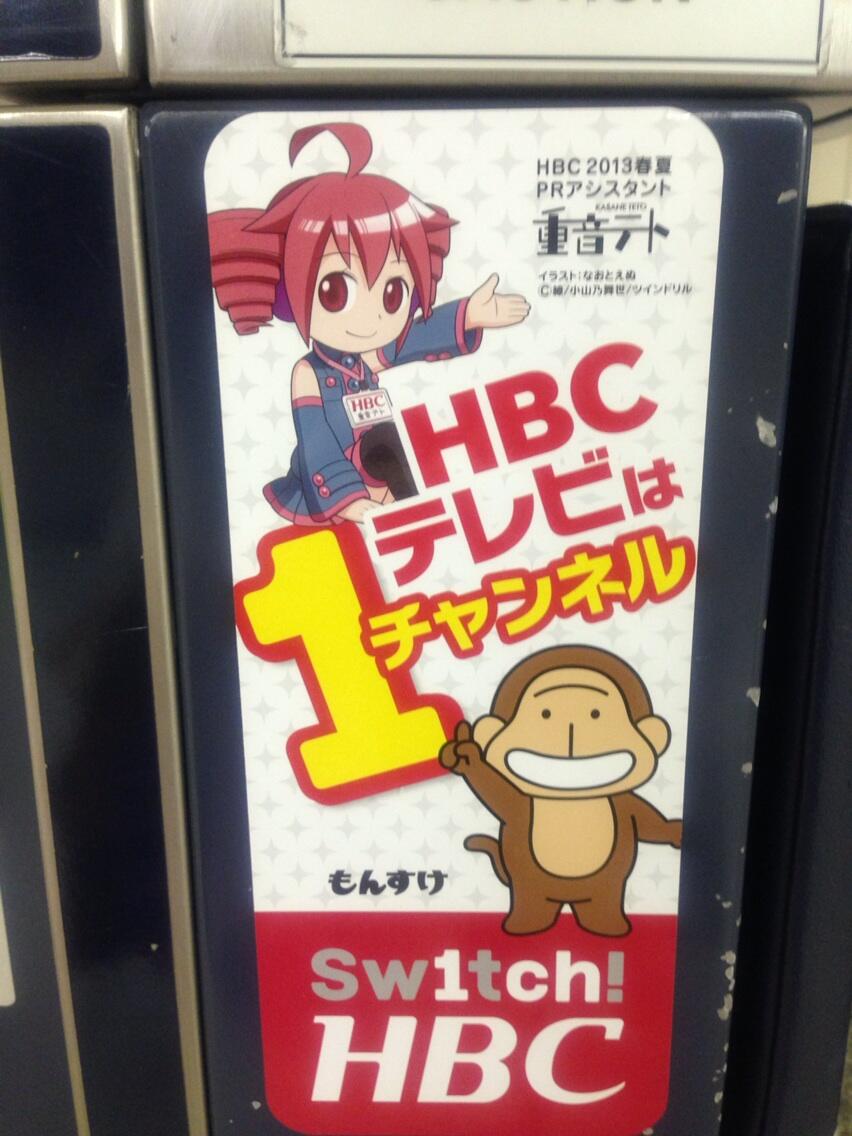 HBC 2013春夏
PRアシスタント
KASANE TETO
重音テト
イラスト:なおとえぬ
©線/小山乃舞世/ツインドリル
HBC
重音テト
HBC
テレビは
1チャンネル
もんすけ
Sw1tch!
HBC